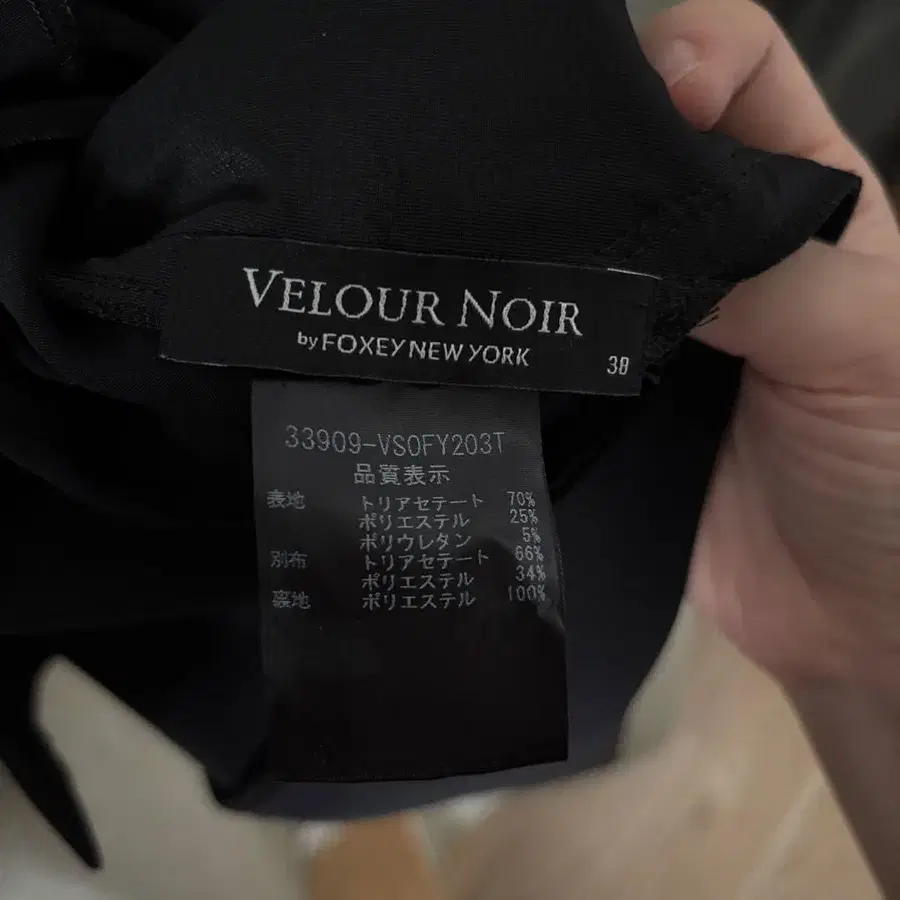 VELOUR NOIR
by FOXEY NEW YORK
38
33909-VSOFY203T
品質表示
表地 トリアセテート 70%
ポリエステル 25%
ポリウレタン 5%
別布 トリアセテート 66%
ポリエステル 34%
裏地 ポリエステル 100%